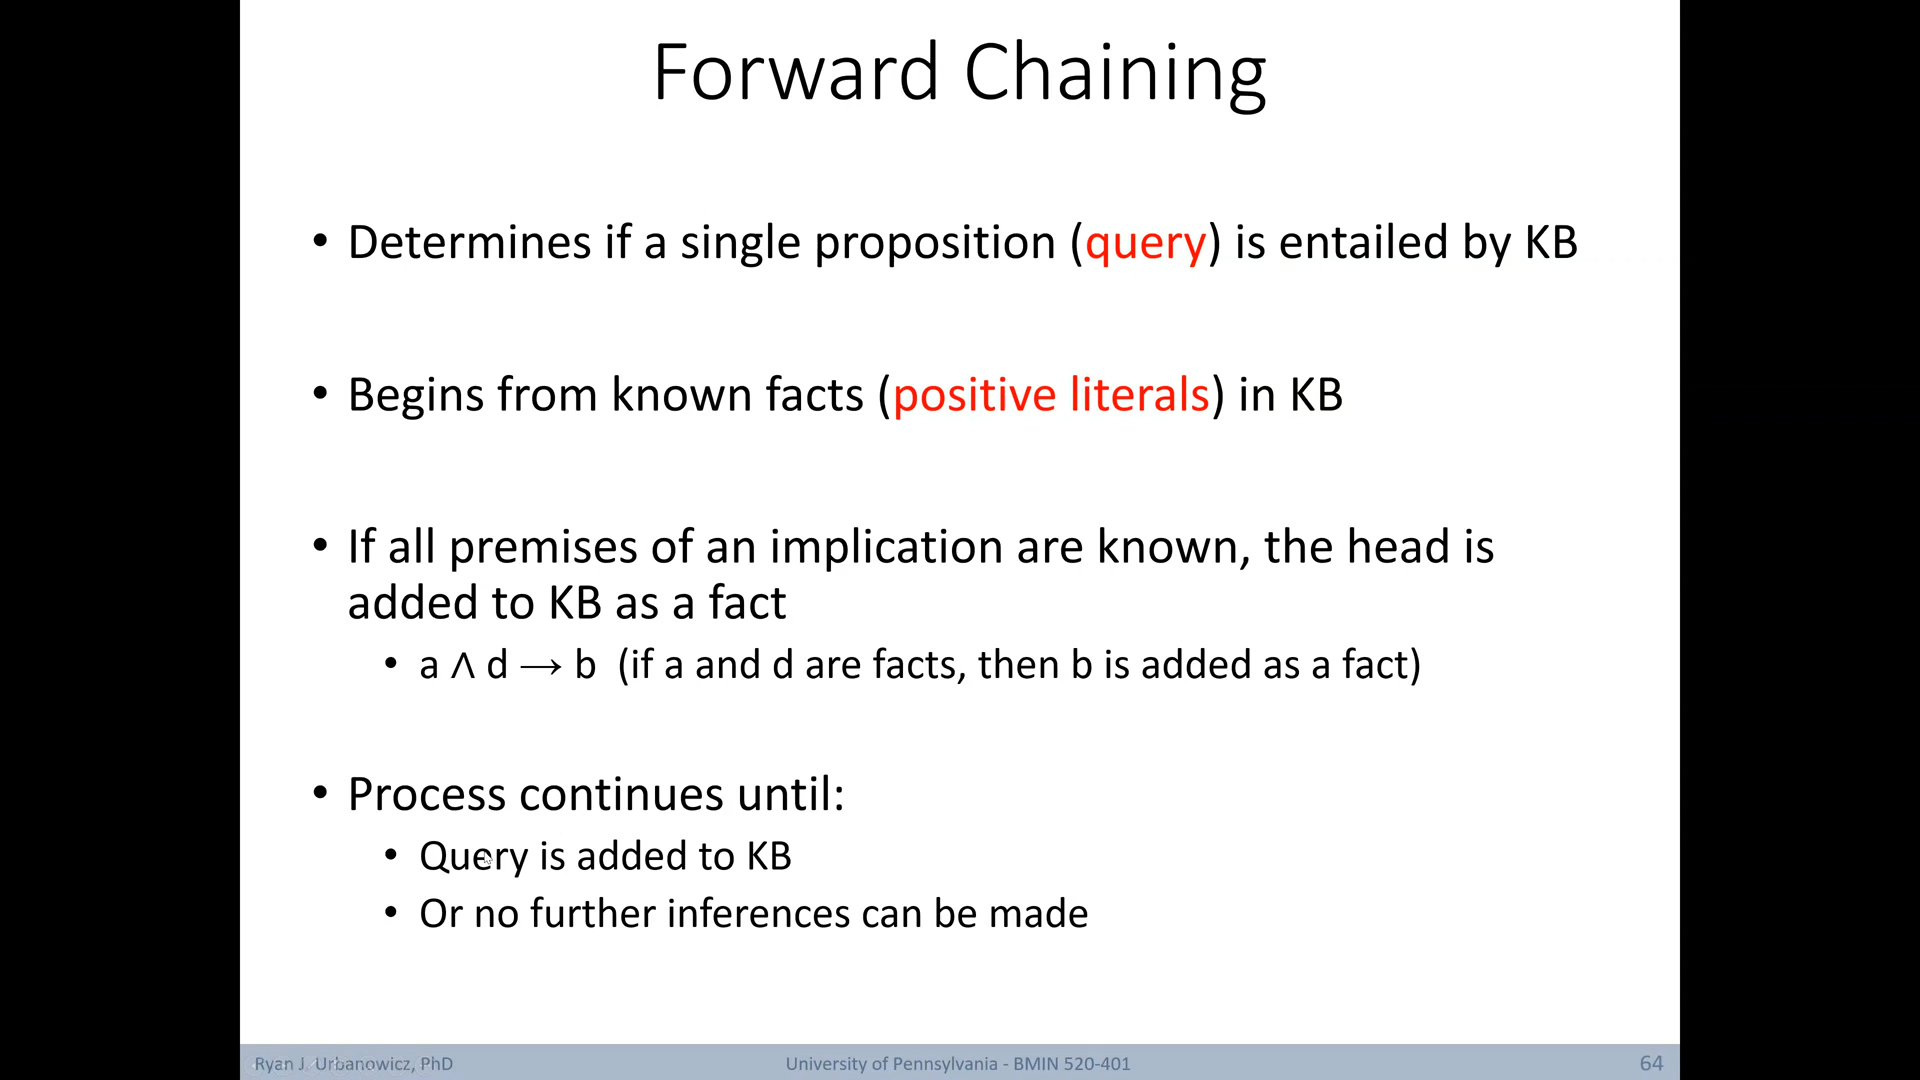 Forward Chaining
• Determines if a single proposition (query) is entailed by KB
• Begins from known facts (positive literals) in KB
• If all premises of an implication are known, the head is
added to KB as a fact
• a ∧ d → b (if a and d are facts, then b is added as a fact)
• Process continues until:
• Query is added to KB
• Or no further inferences can be made
Ryan J. Urbanowicz, PhD
University of Pennsylvania - BMIN 520-401
64